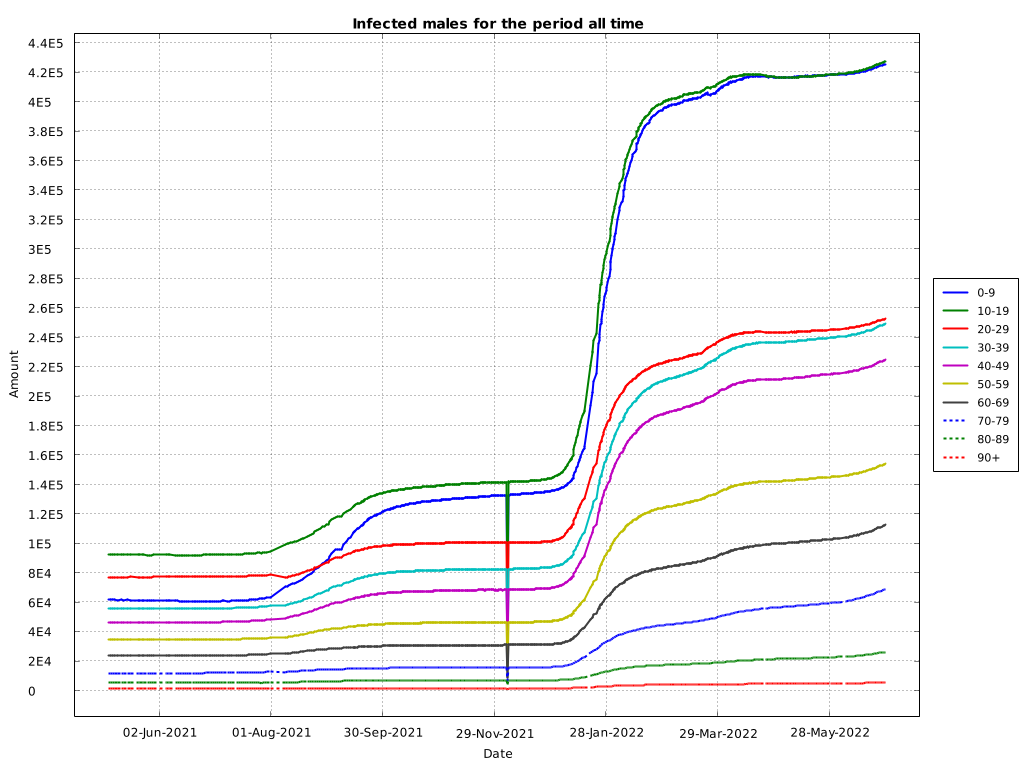 Infected males for the period all time
4.4E5
4.2E5
4E5
3.8E5
3.6E5
3.4E5
3.2E5
3E5
2.8E5
2.6E5
2.4E5
2.2E5
2E5
1.8E5
1.6E5
1.4E5
1.2E5
1E5
8E4
6E4
4E4
2E4
0
Amount
02-Jun-2021 01-Aug-2021 30-Sep-2021 29-Nov-2021 28-Jan-2022 29-Mar-2022 28-May-2022
Date
0-9
10-19
20-29
30-39
40-49
50-59
60-69
70-79
80-89
90+